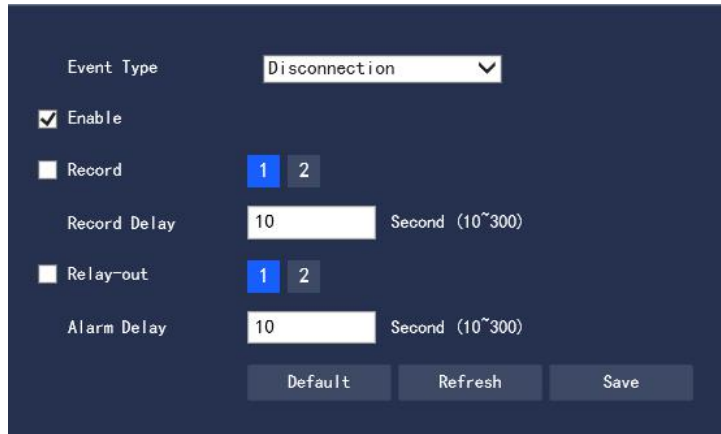 Event Type Disconnection
Enable
Record 1 2
Record Delay 10 Second (10~300)
Relay-out 1 2
Alarm Delay 10 Second (10~300)
Default Refresh Save